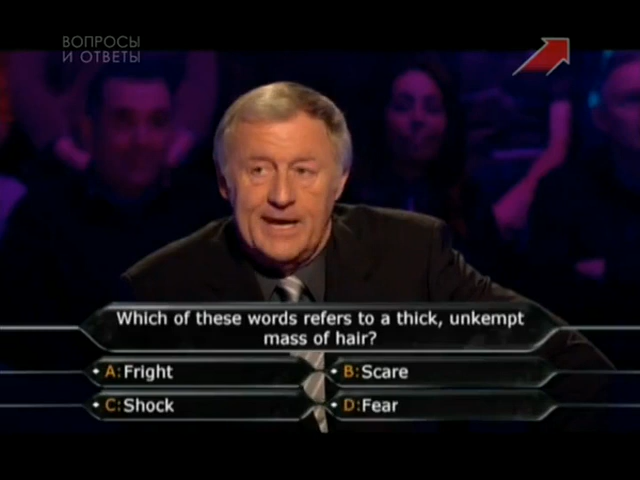 ВОПРОСЫ
И ОТВЕТЫ
Which of these words refers to a thick, unkempt
mass of hair?
A: Fright
B: Scare
C: Shock
D: Fear